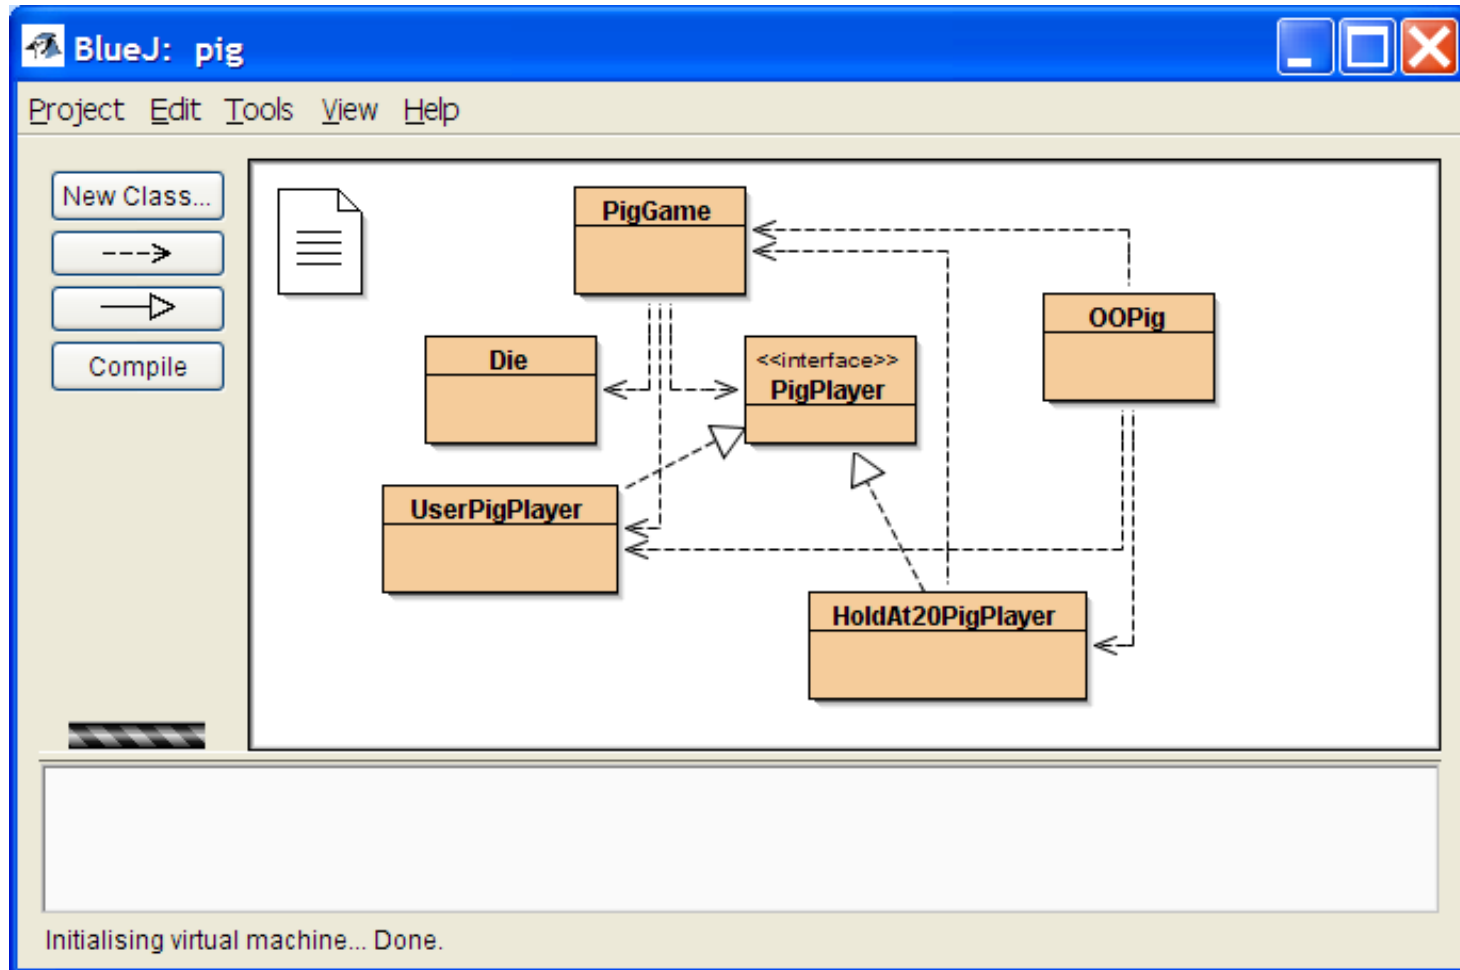 BlueJ: pig
Project Edit Tools View Help
New Class...
Compile
PigGame
OOPig
Die
<<interface>>
PigPlayer
UserPigPlayer
HoldAt20PigPlayer
Initialising virtual machine... Done.